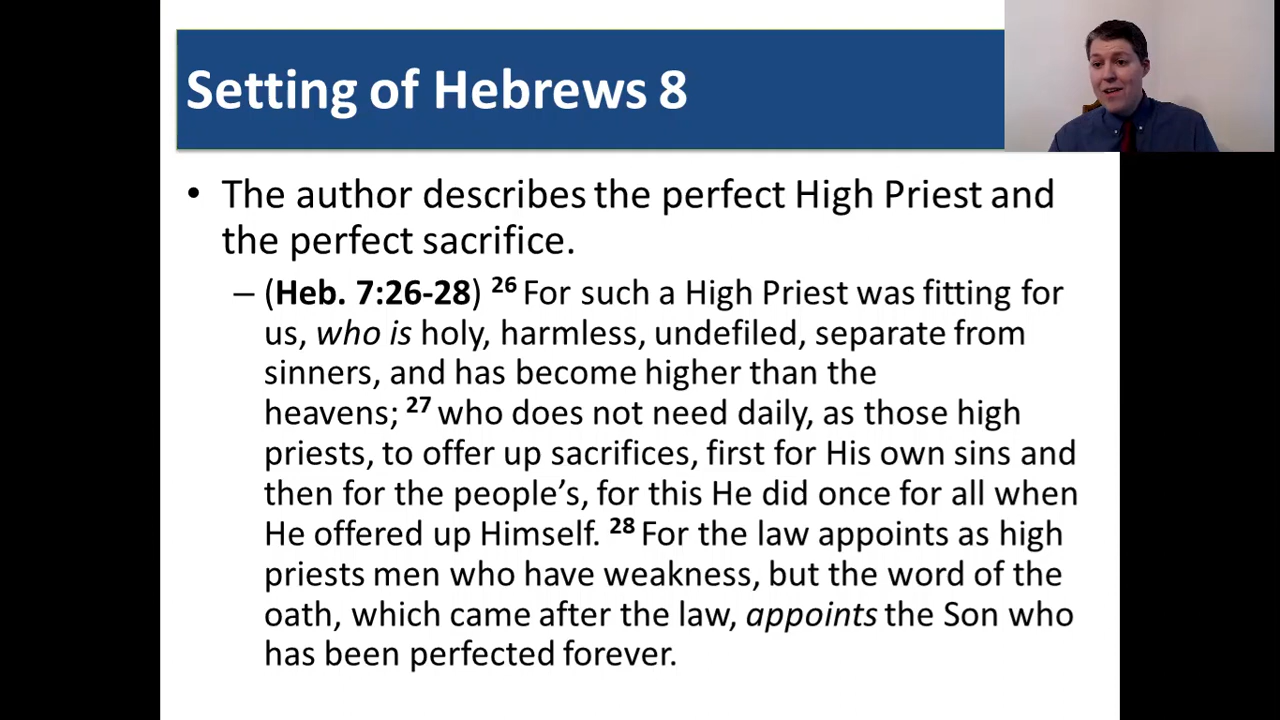 Setting of Hebrews 8
• The author describes the perfect High Priest and
the perfect sacrifice.
– (Heb. 7:26-28) 26 For such a High Priest was fitting for
us, who is holy, harmless, undefiled, separate from
sinners, and has become higher than the
heavens; 27 who does not need daily, as those high
priests, to offer up sacrifices, first for His own sins and
then for the people’s, for this He did once for all when
He offered up Himself. 28 For the law appoints as high
priests men who have weakness, but the word of the
oath, which came after the law, appoints the Son who
has been perfected forever.